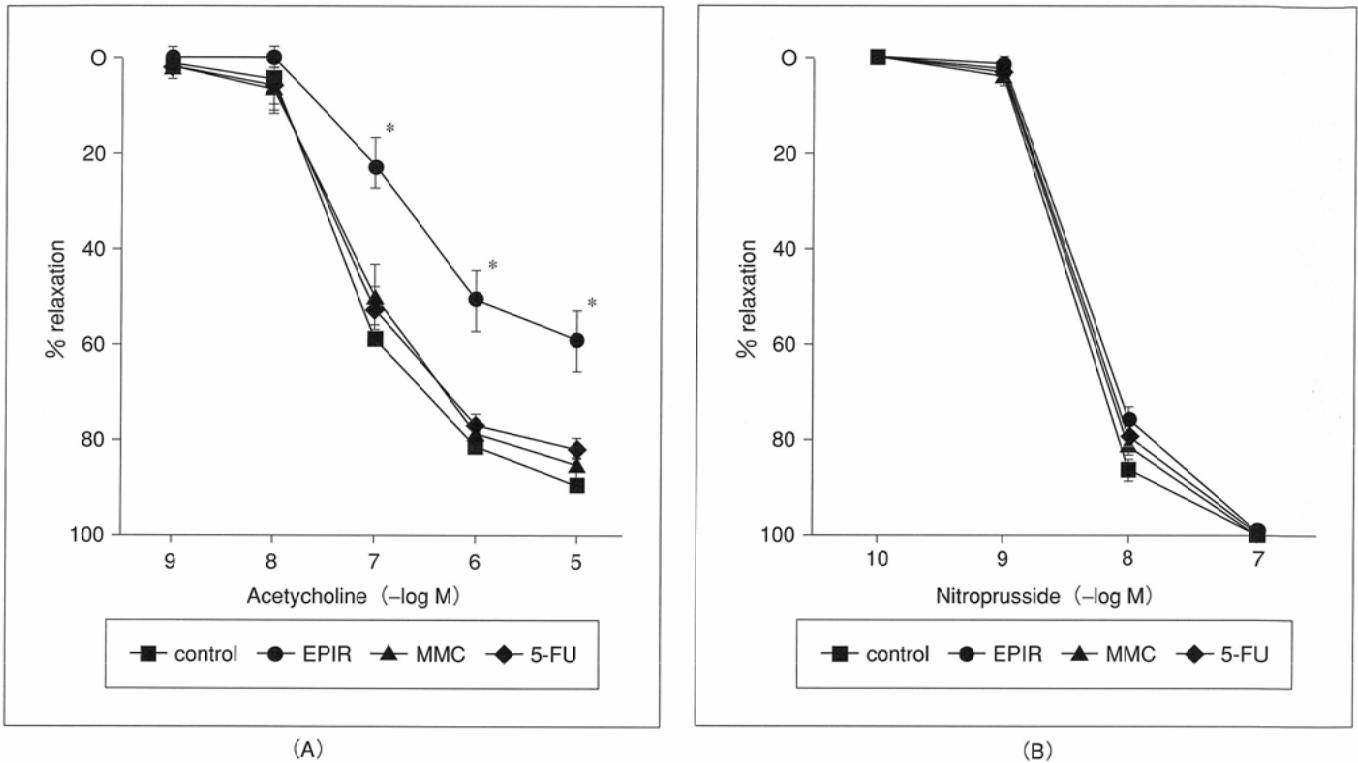 O
20
40
60
80
100
% relaxation
*
*
*
9 8 7 6 5
Acetycholine (–log M)
control EPIR MMC 5-FU
(A)
O
20
40
60
80
100
% relaxation
10 9 8 7
Nitroprusside (–log M)
control EPIR MMC 5-FU
(B)